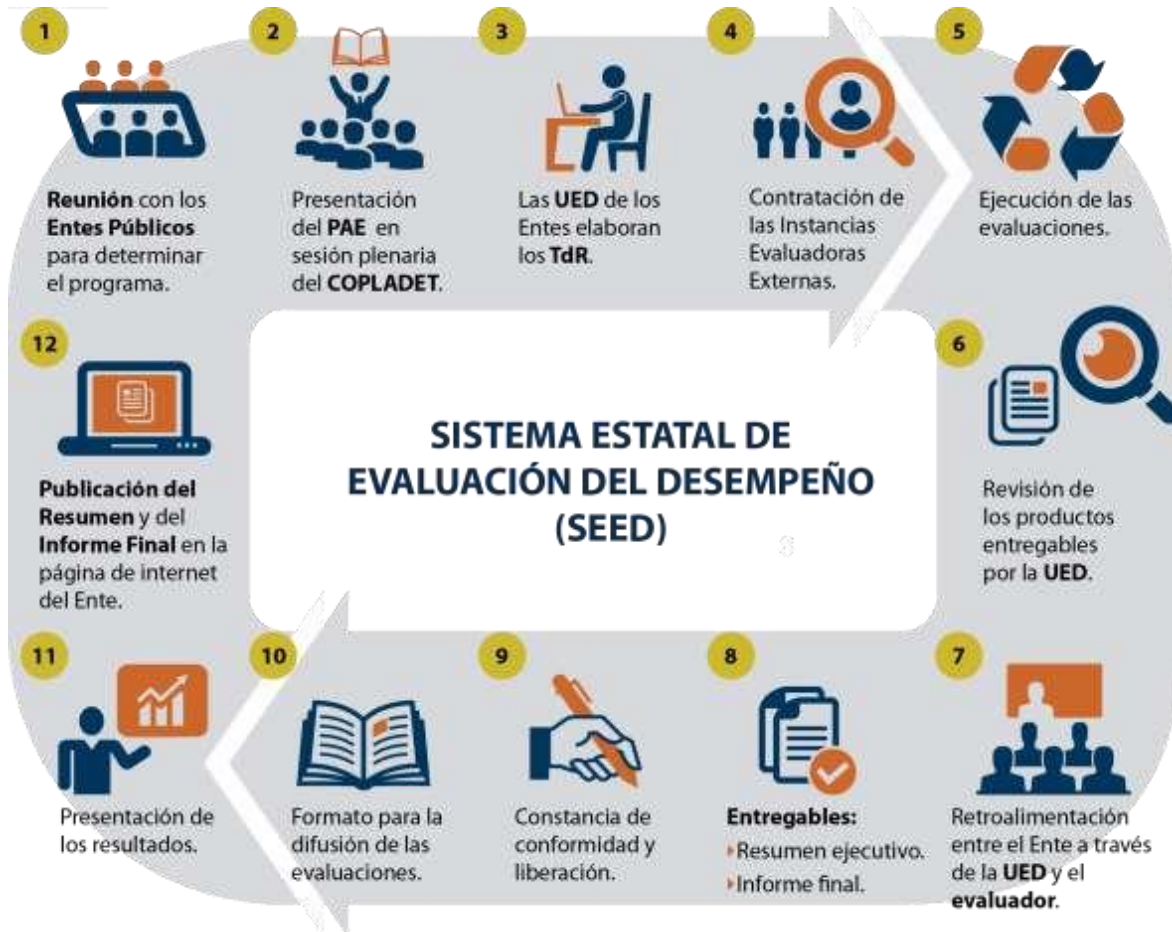 1
Reunión con los
Entes Públicos
para determinar
el programa.
2
Presentación
del PAE en
sesión plenaria
del COPLADET.
3
Las UED de los
Entes elaboran
los TdR.
4
Contratación de
las Instancias
Evaluadoras
Externas.
5
Ejecución de las
evaluaciones.
6
Revisión de
los productos
entregables
por la UED.
7
Retroalimentación
entre el Ente a través
de la UED y el
evaluador.
8
Entregables:
Resumen ejecutivo.
Informe final.
9
Constancia de
conformidad y
liberación.
10
Formato para la
difusión de las
evaluaciones.
11
Presentación de
los resultados.
12
Publicación del
Resumen y del
Informe Final en la
página de internet
del Ente.
SISTEMA ESTATAL DE
EVALUACIÓN DEL DESEMPEÑO
(SEED)